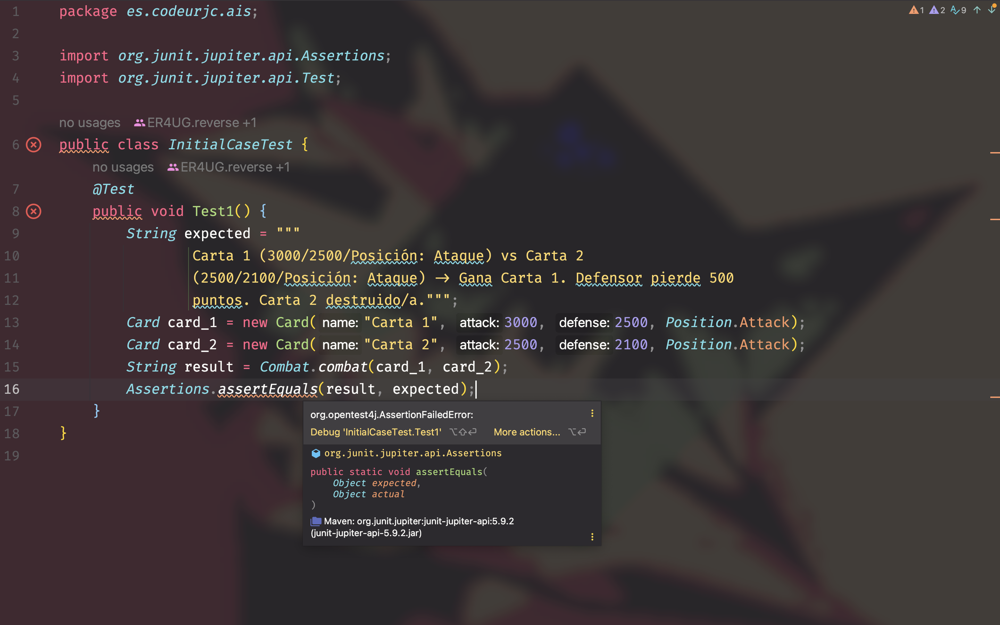 1 package es.codeurjc.ais;
2
3 import org.junit.jupiter.api.Assertions;
4 import org.junit.jupiter.api.Test;
5
no usages ER4UG.reverse +1
6 public class InitialCaseTest {
no usages ER4UG.reverse +1
7 @Test
8 public void Test1() {
9 String expected = """
10 Carta 1 (3000/2500/Posición: Ataque) vs Carta 2
11 (2500/2100/Posición: Ataque) -> Gana Carta 1. Defensor pierde 500
12 puntos. Carta 2 destruido/a.""";
13 Card card_1 = new Card( name: "Carta 1", attack: 3000, defense: 2500, Position.Attack);
14 Card card_2 = new Card( name: "Carta 2", attack: 2500, defense: 2100, Position.Attack);
15 String result = Combat.combat(card_1, card_2);
16 Assertions.assertEquals(result, expected);
17 }
18 }
19
1 2 9
org.opentest4j.AssertionFailedError:
Debug 'InitialCaseTest.Test1' ⌥⇧⏎ More actions... ⌥⏎
org.junit.jupiter.api.Assertions
public static void assertEquals(
Object expected,
Object actual
)
Maven: org.junit.jupiter:junit-jupiter-api:5.9.2
(junit-jupiter-api-5.9.2.jar)